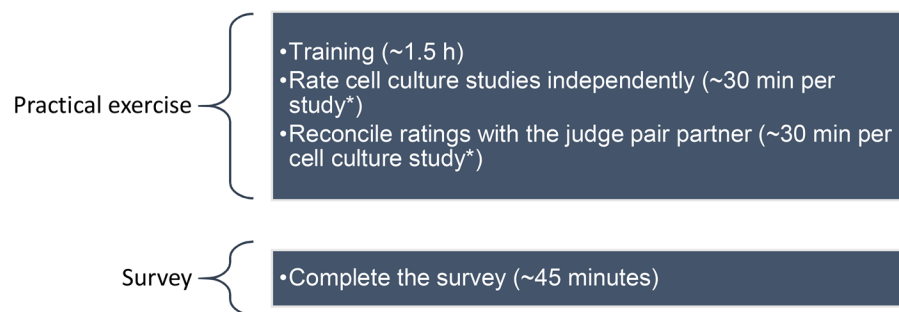 Practical exercise
•Training (~1.5 h)
•Rate cell culture studies independently (~30 min per
study*)
•Reconcile ratings with the judge pair partner (~30 min per
cell culture study*)
Survey
•Complete the survey (~45 minutes)